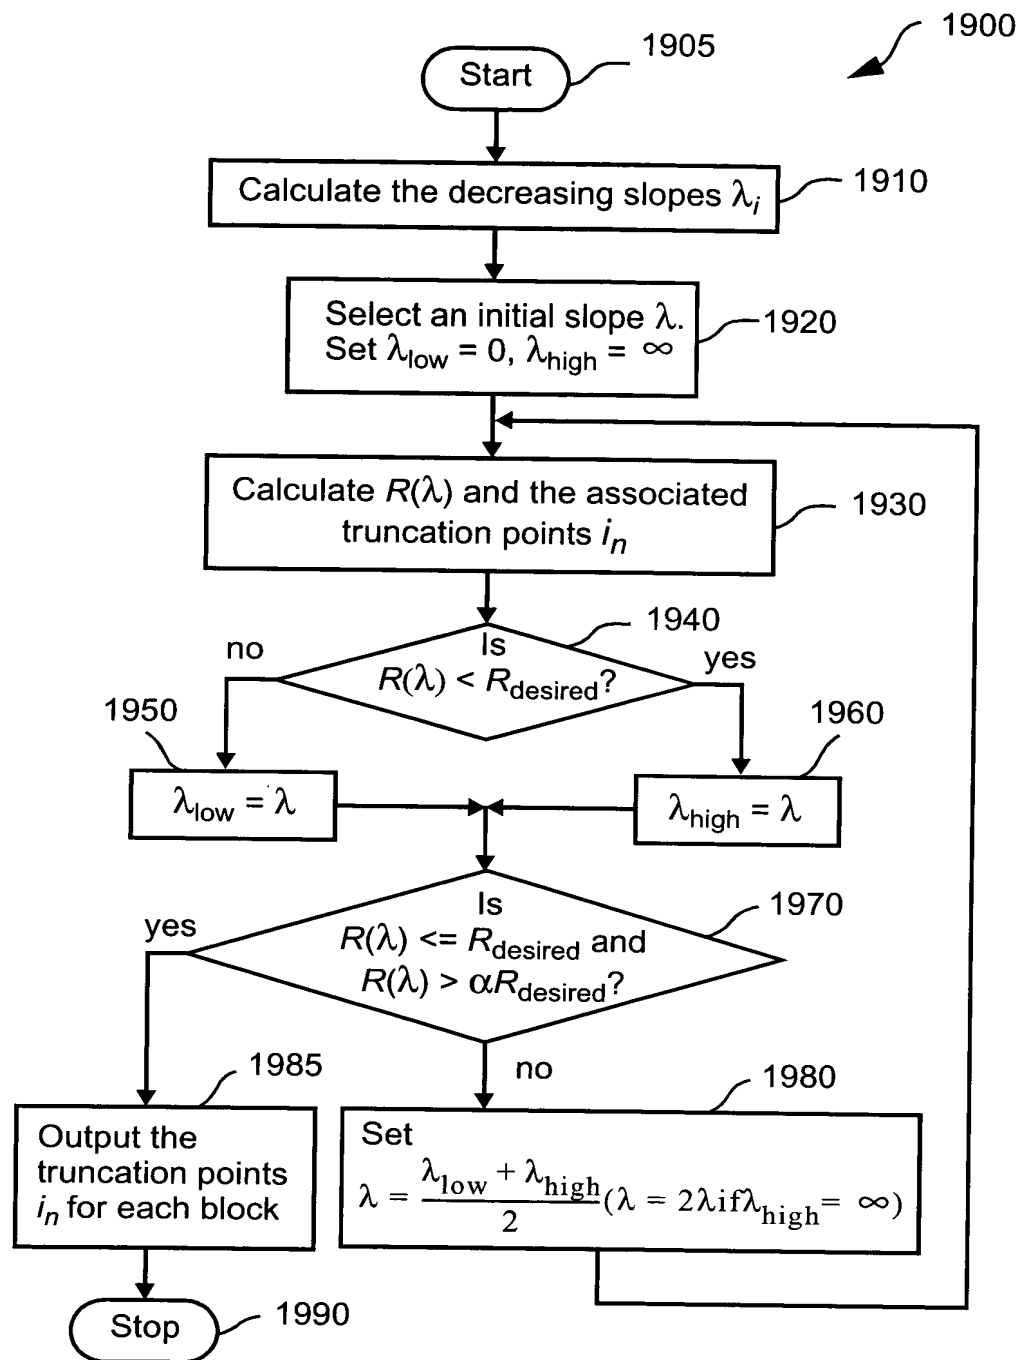 1900
Start
1905
Calculate the decreasing slopes λi
1910
Select an initial slope λ.
Set λlow = 0, λhigh = ∞
1920
Calculate R(λ) and the associated
truncation points in
1930
1940
no
Is
yes
R(λ) < Rdesired?
1950
1960
λlow = λ
λhigh = λ
Is
1970
yes
R(λ) <= Rdesired and
R(λ) > αRdesired?
no
1985
1980
Output the
truncation points
in for each block
Set
λ = (λlow + λhigh)/2 (λ = 2λifλhigh= ∞)
Stop
1990